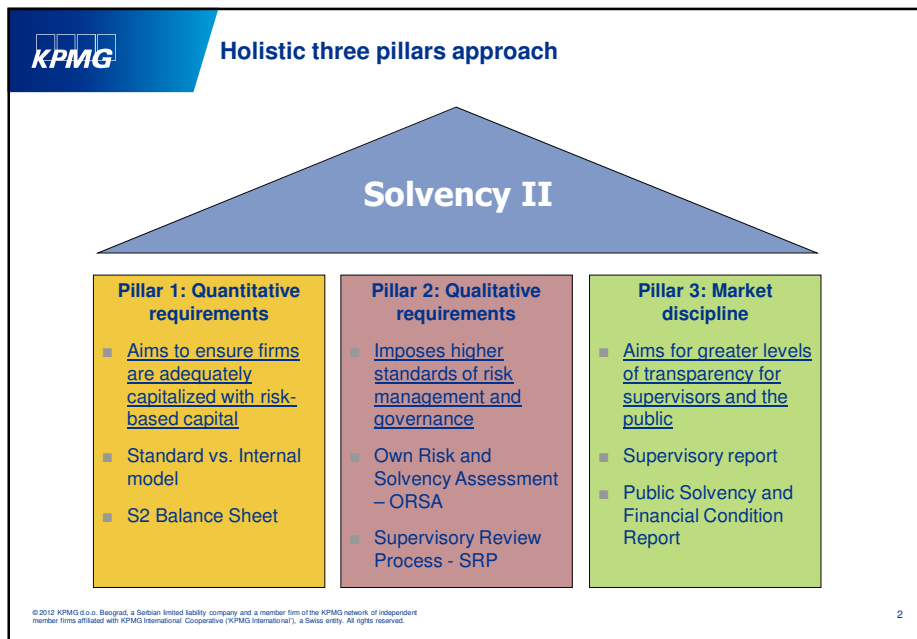 KPMG
Holistic three pillars approach
Solvency II
Pillar 1: Quantitative
requirements
Aims to ensure firms
are adequately
capitalized with risk-
based capital
Standard vs. Internal
model
S2 Balance Sheet
Pillar 2: Qualitative
requirements
Imposes higher
standards of risk
management and
governance
Own Risk and
Solvency Assessment
– ORSA
Supervisory Review
Process - SRP
Pillar 3: Market
discipline
Aims for greater levels
of transparency for
supervisors and the
public
Supervisory report
Public Solvency and
Financial Condition
Report
© 2012 KPMG d.o.o. Beograd, a Serbian limited liability company and a member firm of the KPMG network of independent
member firms affiliated with KPMG International Cooperative ('KPMG International'), a Swiss entity. All rights reserved.
2